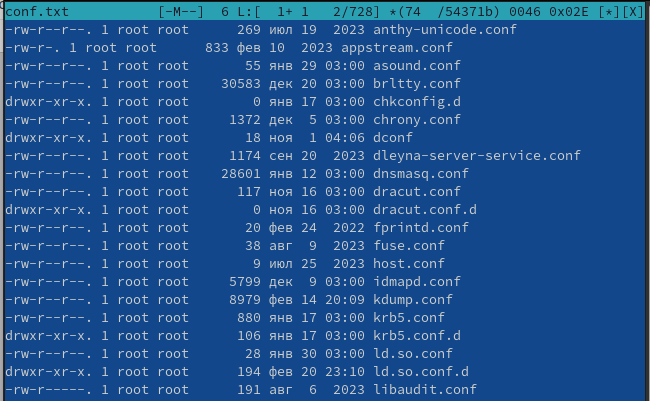 conf.txt [-M--] 6 L:[ 1+ 1 2/728] *(74 /54371b) 0046 0x02E [*][X]
-rw-r--r--. 1 root root 269 июл 19 2023 anthy-unicode.conf
-rw-r-. 1 root root 833 фев 10 2023 appstream.conf
-rw-r--r--. 1 root root 55 янв 29 03:00 asound.conf
-rw-r--r--. 1 root root 30583 дек 20 03:00 brltty.conf
drwxr-xr-x. 1 root root 0 янв 17 03:00 chkconfig.d
-rw-r--r--. 1 root root 1372 дек 5 03:00 chrony.conf
drwxr-xr-x. 1 root root 18 ноя 1 04:06 dconf
-rw-r--r--. 1 root root 1174 сен 20 2023 dleyna-server-service.conf
-rw-r--r--. 1 root root 28601 янв 12 03:00 dnsmasq.conf
-rw-r--r--. 1 root root 117 ноя 16 03:00 dracut.conf
drwxr-xr-x. 1 root root 0 ноя 16 03:00 dracut.conf.d
-rw-r--r--. 1 root root 20 фев 24 2022 fprintd.conf
-rw-r--r--. 1 root root 38 авг 9 2023 fuse.conf
-rw-r--r--. 1 root root 9 июл 25 2023 host.conf
-rw-r--r--. 1 root root 5799 дек 9 03:00 idmapd.conf
-rw-r--r--. 1 root root 8979 фев 14 20:09 kdump.conf
-rw-r--r--. 1 root root 880 янв 17 03:00 krb5.conf
drwxr-xr-x. 1 root root 106 янв 17 03:00 krb5.conf.d
-rw-r--r--. 1 root root 28 янв 30 03:00 ld.so.conf
drwxr-xr-x. 1 root root 194 фев 20 23:10 ld.so.conf.d
-rw-r-----. 1 root root 191 авг 6 2023 libaudit.conf